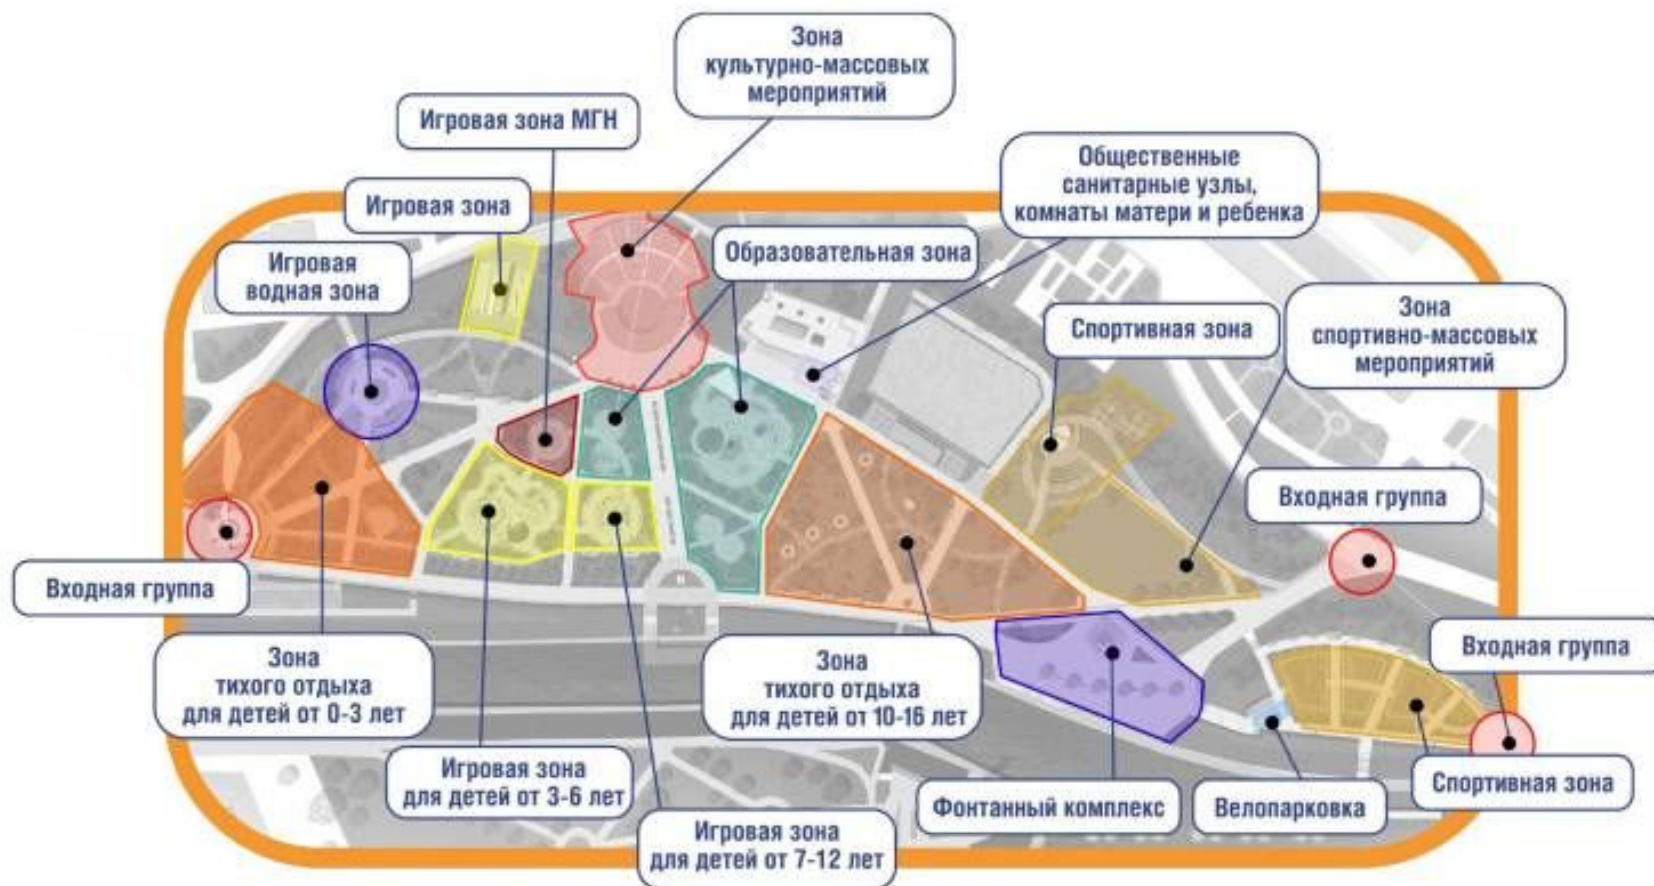 Зона
культурно-массовых
мероприятий
Игровая зона МГН
Общественные
санитарные узлы,
комнаты матери и ребенка
Игровая зона
Образовательная зона
Игровая
водная зона
Спортивная зона
Зона
спортивно-массовых
мероприятий
Входная группа
Входная группа
Входная группа
Зона
тихого отдыха
для детей от 0-3 лет
Зона
тихого отдыха
для детей от 10-16 лет
Игровая зона
для детей от 3-6 лет
Фонтанный комплекс
Велопарковка
Спортивная зона
Игровая зона
для детей от 7-12 лет